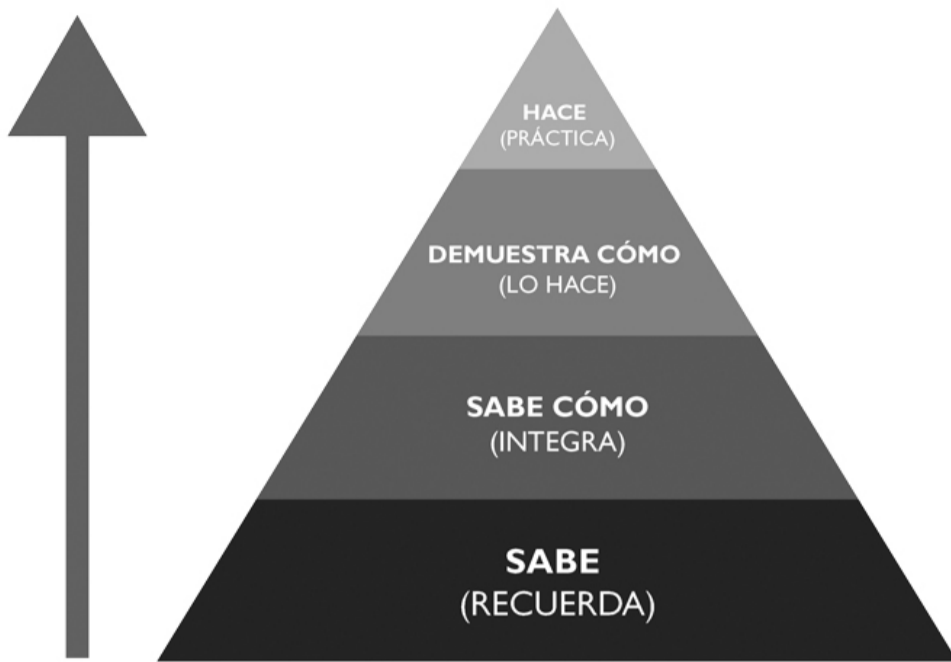 HACE
(PRÁCTICA)
DEMUESTRA CÓMO
(LO HACE)
SABE CÓMO
(INTEGRA)
SABE
(RECUERDA)